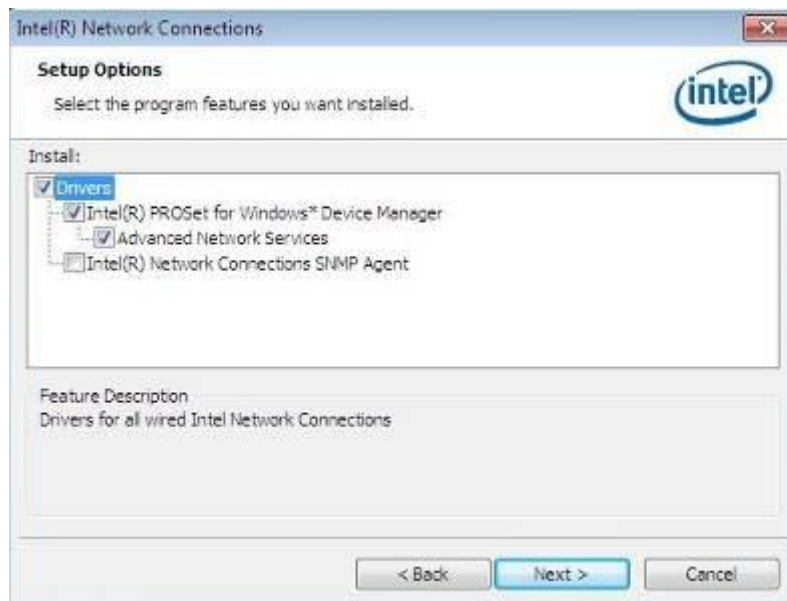 Intel(R) Network Connections
Setup Options
Select the program features you want installed.
intel
Install:
Drivers
Intel(R) PROSet for Windows* Device Manager
Advanced Network Services
Intel(R) Network Connections SNMP Agent
Feature Description
Drivers for all wired Intel Network Connections
< Back Next > Cancel